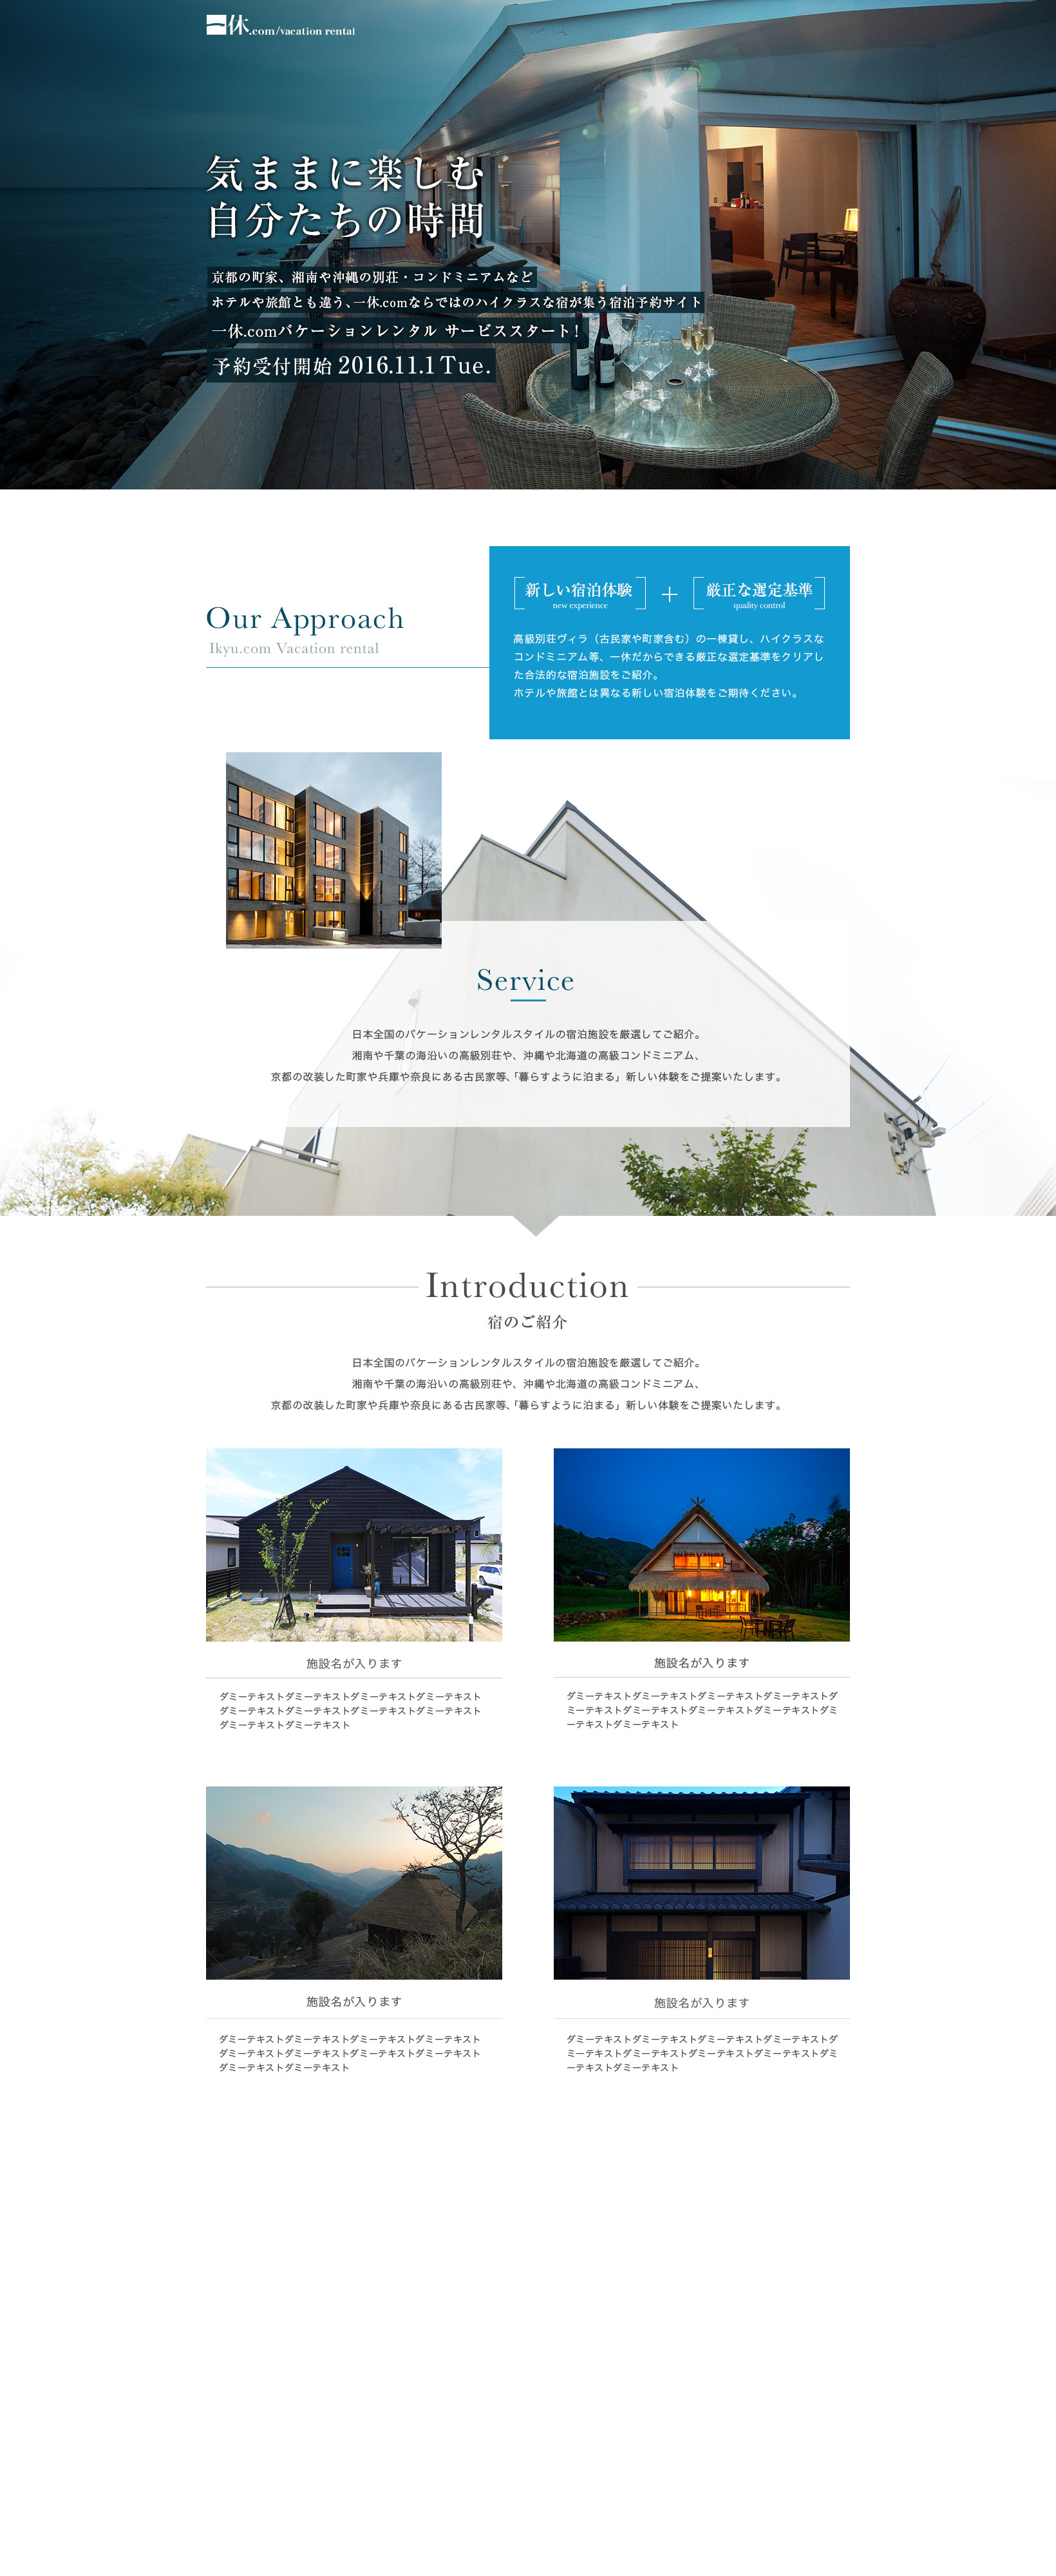 一休.com/vacation rental
気ままに楽しむ
自分たちの時間
京都の町家、湘南や沖縄の別荘・コンドミニアムなど
ホテルや旅館とも違う、一休.comならではのハイクラスな宿が集う宿泊予約サイト
一休.comバケーションレンタル サービススタート！
予約受付開始 2016.11.1 Tue.
Our Approach
Ikyu.com Vacation rental
新しい宿泊体験
new experience
＋
厳正な選定基準
quality control
高級別荘ヴィラ（古民家や町家含む）の一棟貸し、ハイクラスな
コンドミニアム等、一休だからできる厳正な選定基準をクリアし
た合法的な宿泊施設をご紹介。
ホテルや旅館とは異なる新しい宿泊体験をご期待ください。
Service
日本全国のバケーションレンタルスタイルの宿泊施設を厳選してご紹介。
湘南や千葉の海沿いの高級別荘や、沖縄や北海道の高級コンドミニアム、
京都の改装した町家や兵庫や奈良にある古民家等、「暮らすように泊まる」新しい体験をご提案いたします。
Introduction
宿のご紹介
日本全国のバケーションレンタルスタイルの宿泊施設を厳選してご紹介。
湘南や千葉の海沿いの高級別荘や、沖縄や北海道の高級コンドミニアム、
京都の改装した町家や兵庫や奈良にある古民家等、「暮らすように泊まる」新しい体験をご提案いたします。
施設名が入ります
ダミーテキストダミーテキストダミーテキストダミーテキスト
ダミーテキストダミーテキストダミーテキストダミーテキスト
ダミーテキストダミーテキスト
施設名が入ります
ダミーテキストダミーテキストダミーテキストダミーテキストダ
ミーテキストダミーテキストダミーテキストダミーテキストダミ
ーテキストダミーテキスト
施設名が入ります
ダミーテキストダミーテキストダミーテキストダミーテキスト
ダミーテキストダミーテキストダミーテキストダミーテキスト
ダミーテキストダミーテキスト
施設名が入ります
ダミーテキストダミーテキストダミーテキストダミーテキストダ
ミーテキストダミーテキストダミーテキストダミーテキストダミ
ーテキストダミーテキスト